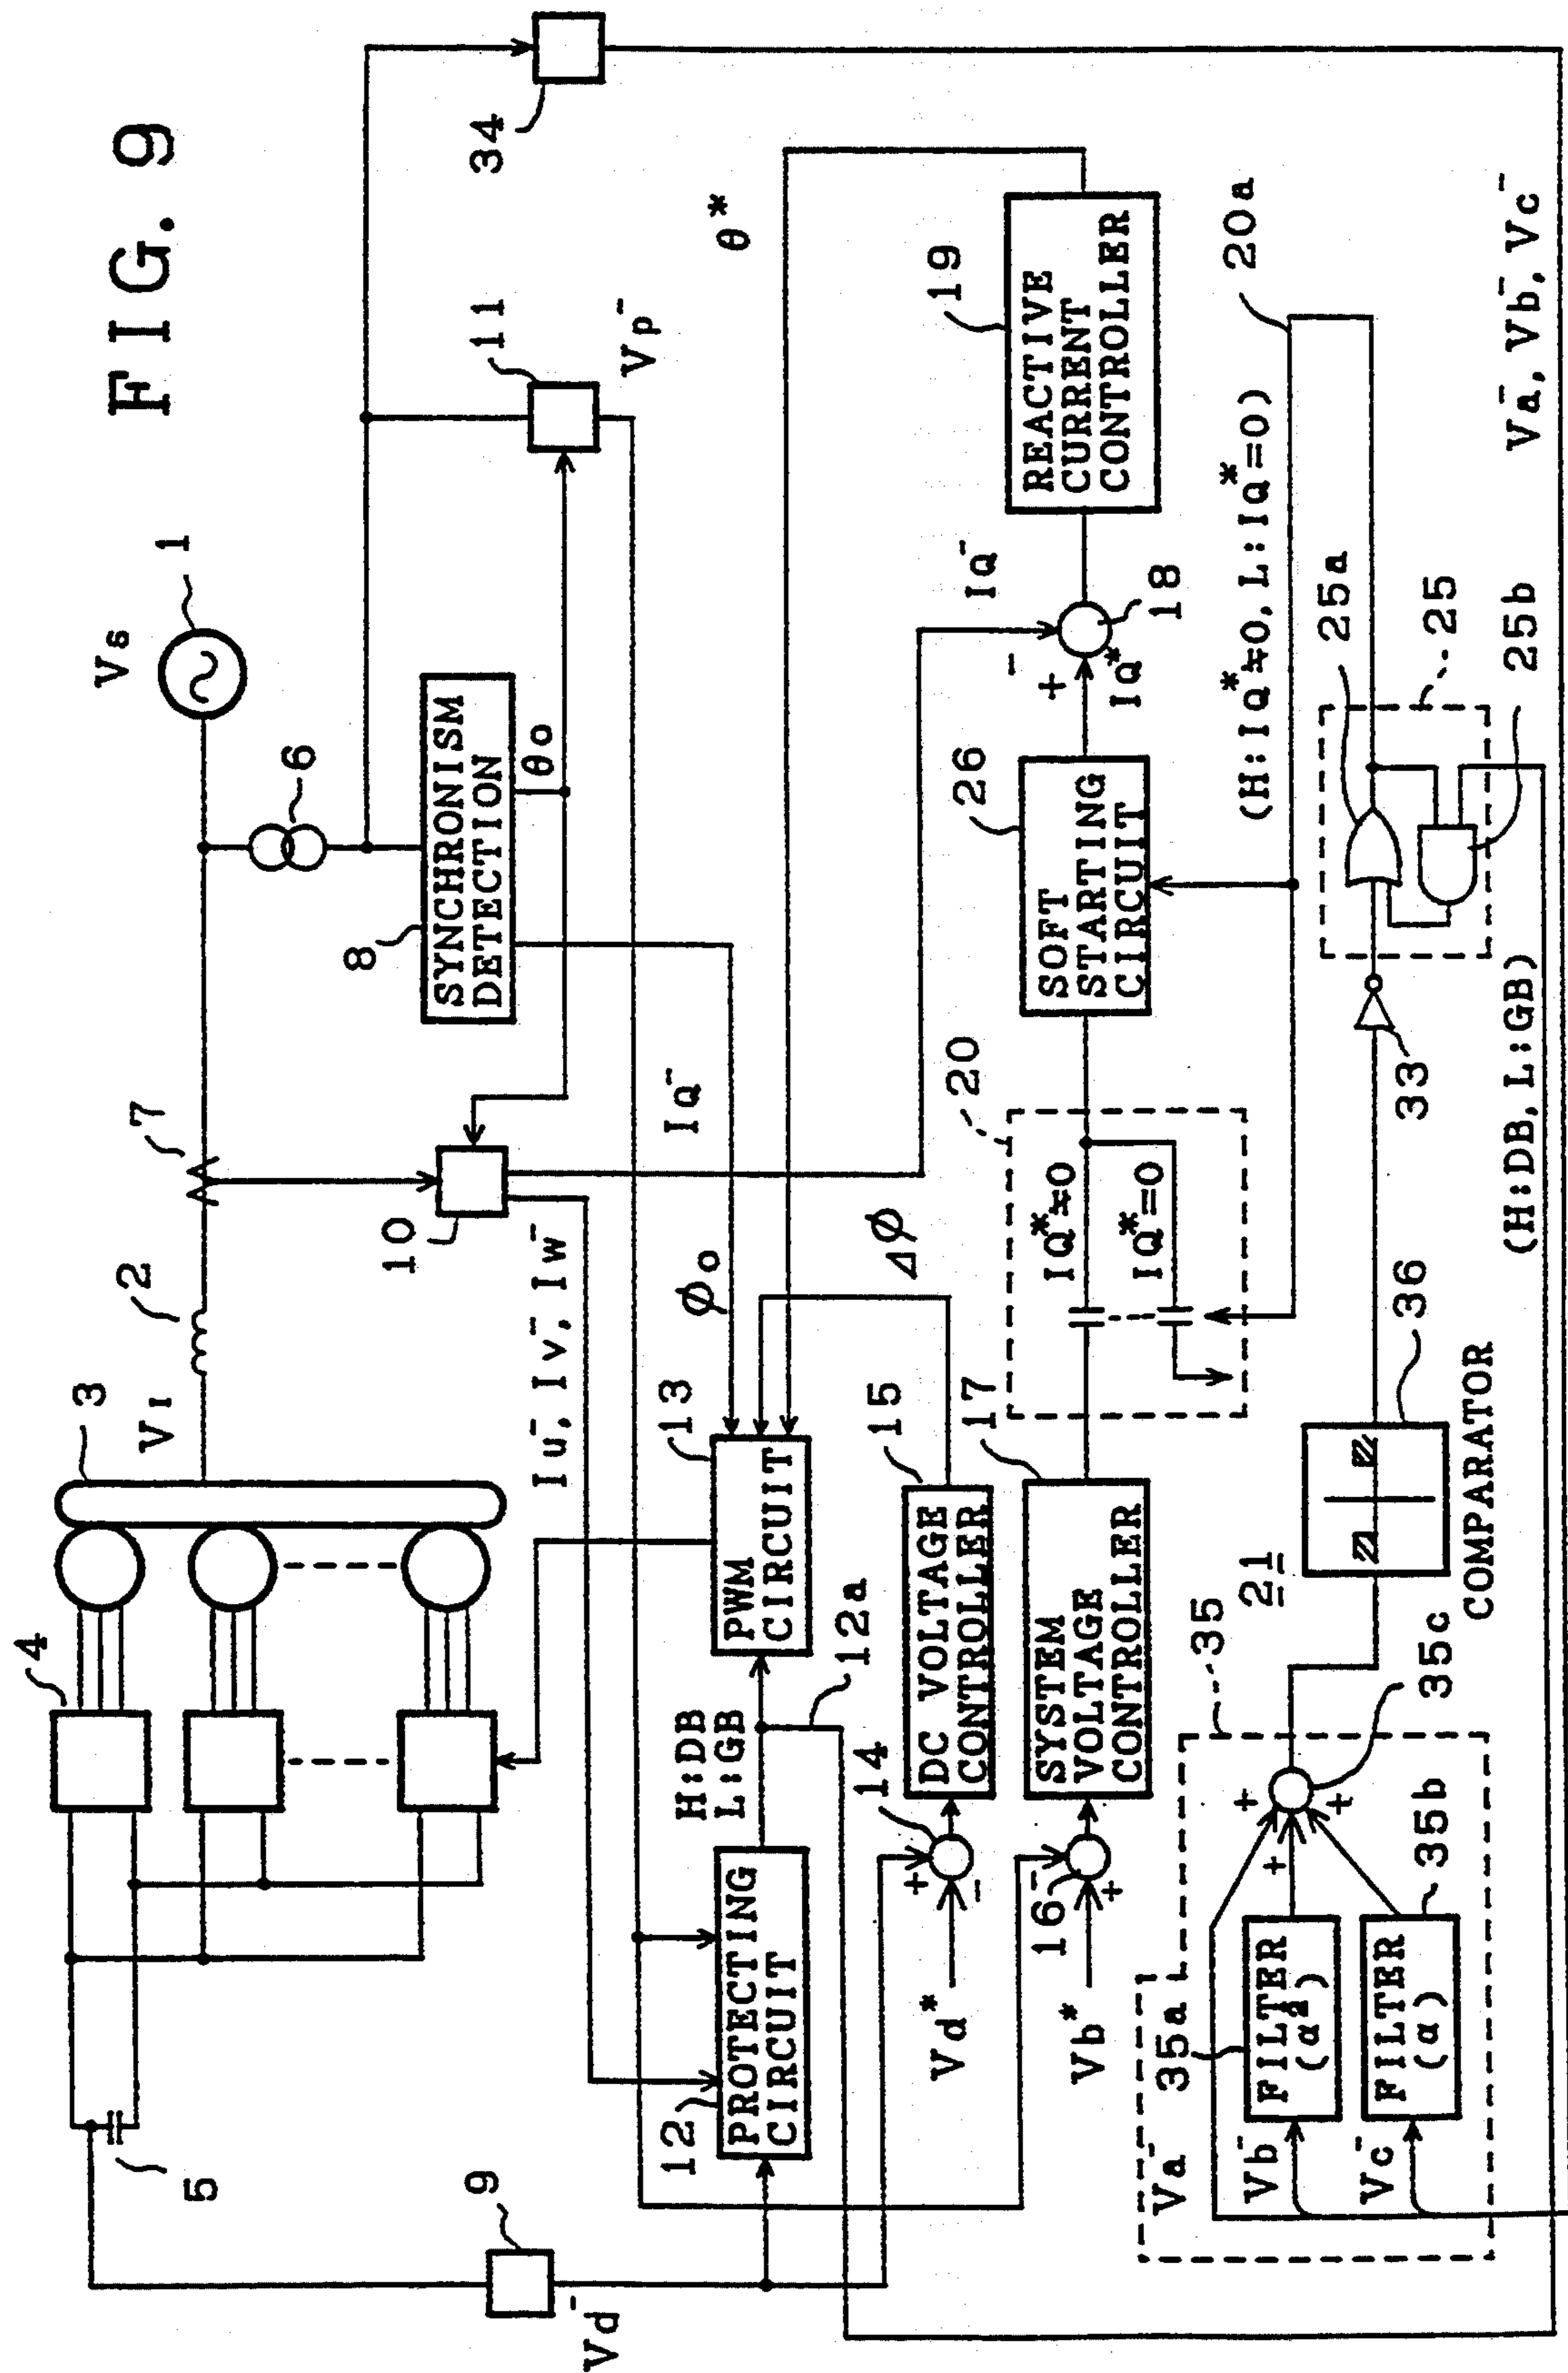 FIG. 9
4
3
VI
2
7
Vs
1
6
5
8
SYNCHRONISM
DETECTION
θo
10
11
34
Vp-
9
Vd-
Iu-, Iv-, Iw-
IQ-
φo
θ*
12
PROTECTING
CIRCUIT
H:DB
L:GB
13
PWM
CIRCUIT
12a
Δφ
14
+
-
Vd*
15
DC VOLTAGE
CONTROLLER
16
-
+
Vb*
17
SYSTEM
VOLTAGE
CONTROLLER
20
IQ*≒0
IQ*=0
26
SOFT
STARTING
CIRCUIT
IQ-
-
+
IQ*
18
19
REACTIVE
CURRENT
CONTROLLER
20a
(H:IQ*≒0, L:IQ*=0)
35
21
Va-
35a
Vb-
FILTER
(α²)
Vc-
FILTER
(α)
35b
+
+
+
35c
36
COMPARATOR
33
25a
25
25b
(H:DB, L:GB)
Va-, Vb-, Vc-